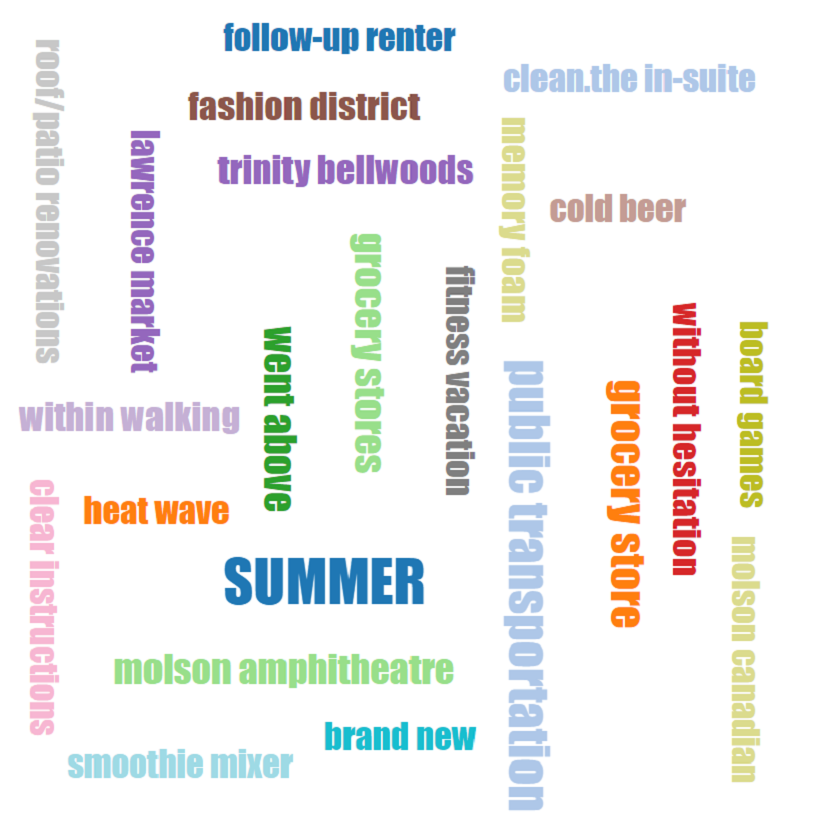 follow-up renter
roof/patio renovations
clean.the in-suite
fashion district
memory foam
lawrence market
trinity bellwoods
cold beer
grocery stores
fitness vacation
without hesitation
board games
went above
public transportation
grocery store
within walking
clear instructions
heat wave
molson canadian
SUMMER
molson amphitheatre
brand new
smoothie mixer